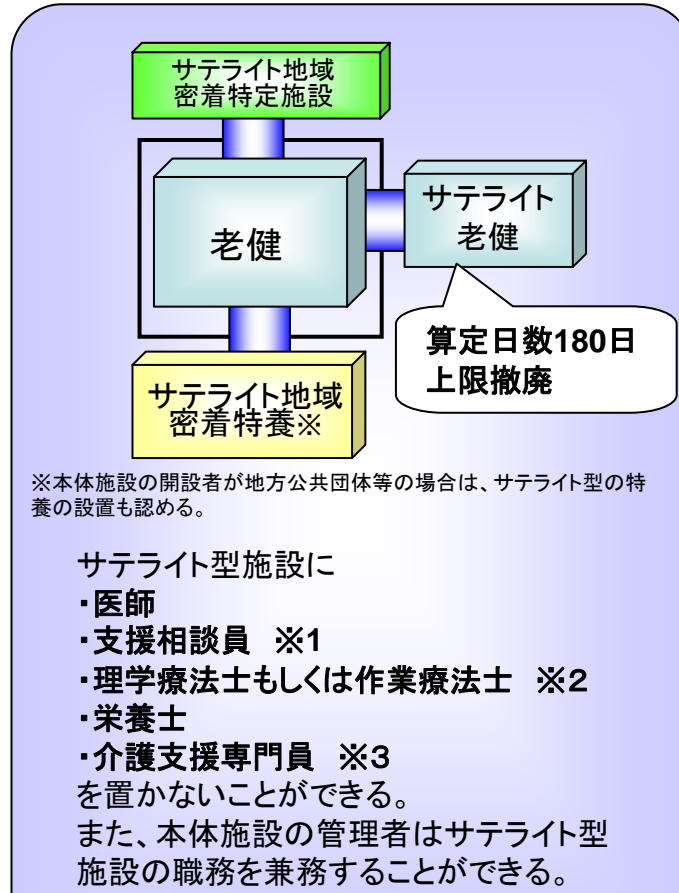 サテライト地域
密着特定施設
老健
サテライト
老健
算定日数180日
上限撤廃
サテライト地域
密着特養※
※本体施設の開設者が地方公共団体等の場合は、サテライト型の特
養の設置も認める。
サテライト型施設に
・医師
・支援相談員　※1
・理学療法士もしくは作業療法士　※2
・栄養士
・介護支援専門員　※3
を置かないことができる。
また、本体施設の管理者はサテライト型
施設の職務を兼務することができる。